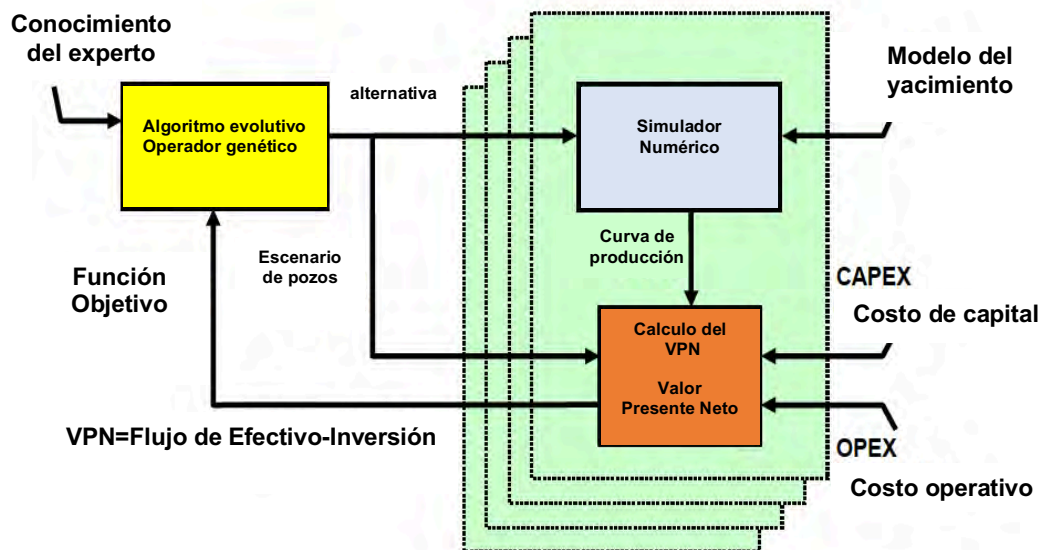 Conocimiento
del experto
alternativa
Modelo del
yacimiento
Algoritmo evolutivo
Operador genético
Simulador
Numérico
Curva de
producción
Escenario
de pozos
Función
Objetivo
CAPEX
Costo de capital
Calculo del
VPN
Valor
Presente Neto
VPN=Flujo de Efectivo-Inversión
OPEX
Costo operativo